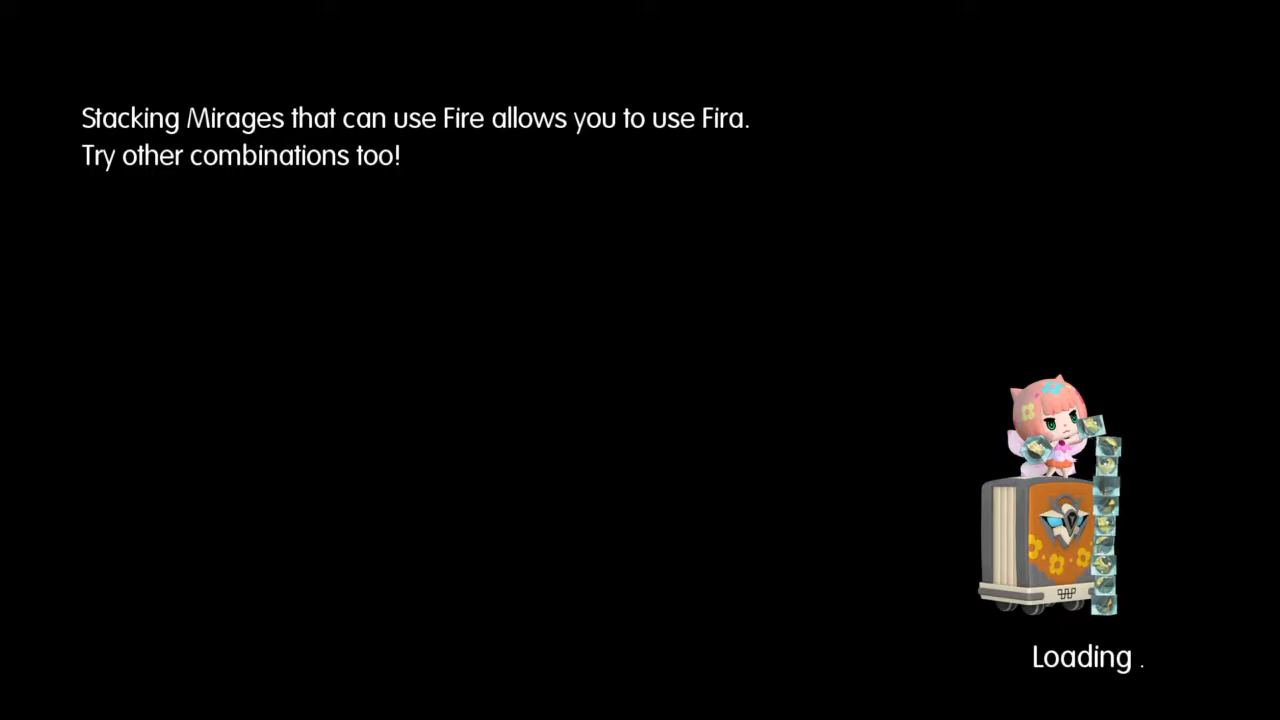 Stacking Mirages that can use Fire allows you to use Fira.
Try other combinations too!
Loading .